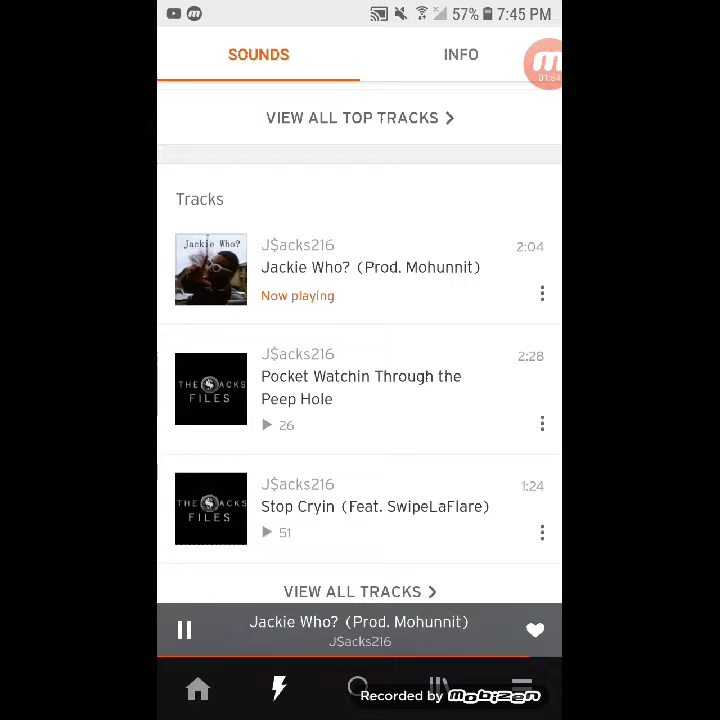 57% 7:45 PM
SOUNDS INFO
01:54
VIEW ALL TOP TRACKS
Tracks
Jackie Who?
J$acks216 2:04
Jackie Who? (Prod. Mohunnit)
Now playing
THE $ACKS
FILES
J$acks216 2:28
Pocket Watchin Through the
Peep Hole
26
THE $ACKS
FILES
J$acks216 1:24
Stop Cryin (Feat. SwipeLaFlare)
51
VIEW ALL TRACKS
Jackie Who? (Prod. Mohunnit)
J$acks216
Recorded by mobizen